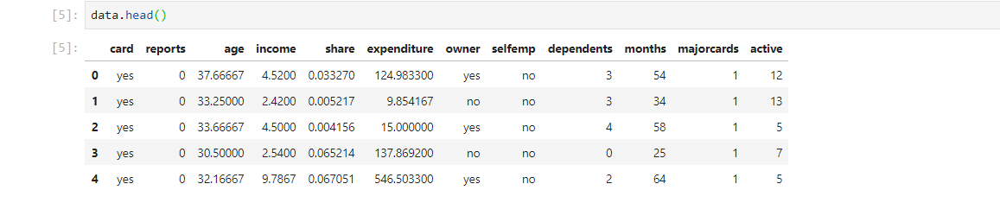 [5]: data.head()
[5]: card reports age income share expenditure owner selfemp dependents months majorcards active
0 yes 0 37.66667 4.5200 0.033270 124.983300 yes no 3 54 1 12
1 yes 0 33.25000 2.4200 0.005217 9.854167 no no 3 34 1 13
2 yes 0 33.66667 4.5000 0.004156 15.000000 yes no 4 58 1 5
3 yes 0 30.50000 2.5400 0.065214 137.869200 no no 0 25 1 7
4 yes 0 32.16667 9.7867 0.067051 546.503300 yes no 2 64 1 5